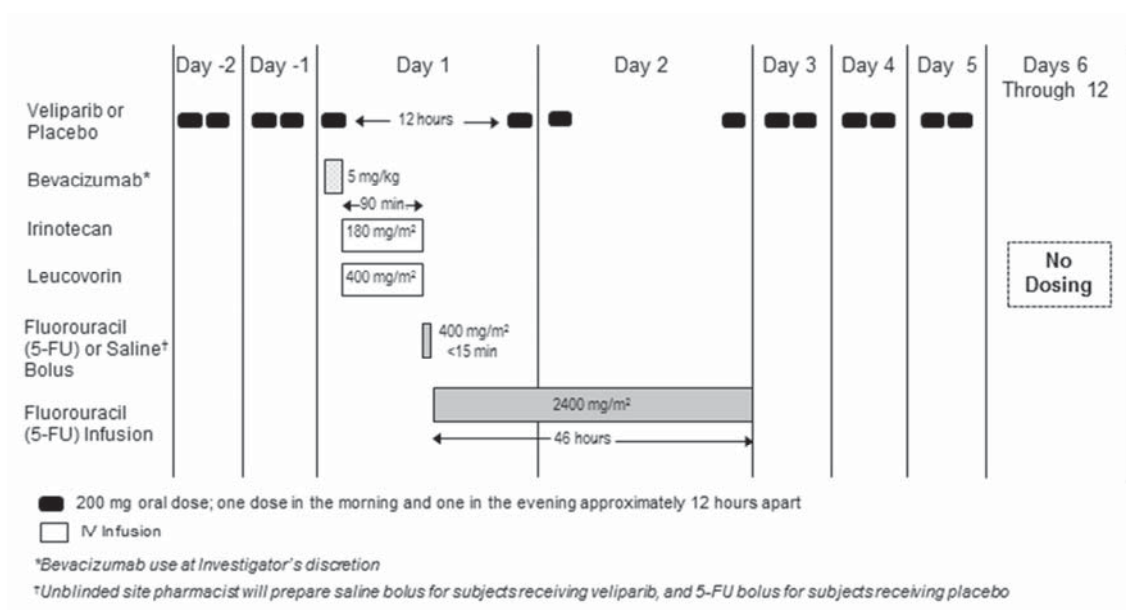 Day -2 Day -1 Day 1 Day 2 Day 3 Day 4 Day 5 Days 6
Through 12
Veliparib or
Placebo
12 hours
Bevacizumab*
5 mg/kg
90 min
Irinotecan
180 mg/m²
Leucovorin
400 mg/m²
No
Dosing
Fluorouracil
(5-FU) or Saline†
Bolus
400 mg/m²
<15 min
Fluorouracil
(5-FU) Infusion
2400 mg/m²
46 hours
200 mg oral dose; one dose in the morning and one in the evening approximately 12 hours apart
IV Infusion
*Bevacizumab use at Investigator's discretion
†Unblinded site pharmacist will prepare saline bolus for subjects receiving veliparib, and 5-FU bolus for subjects receiving placebo